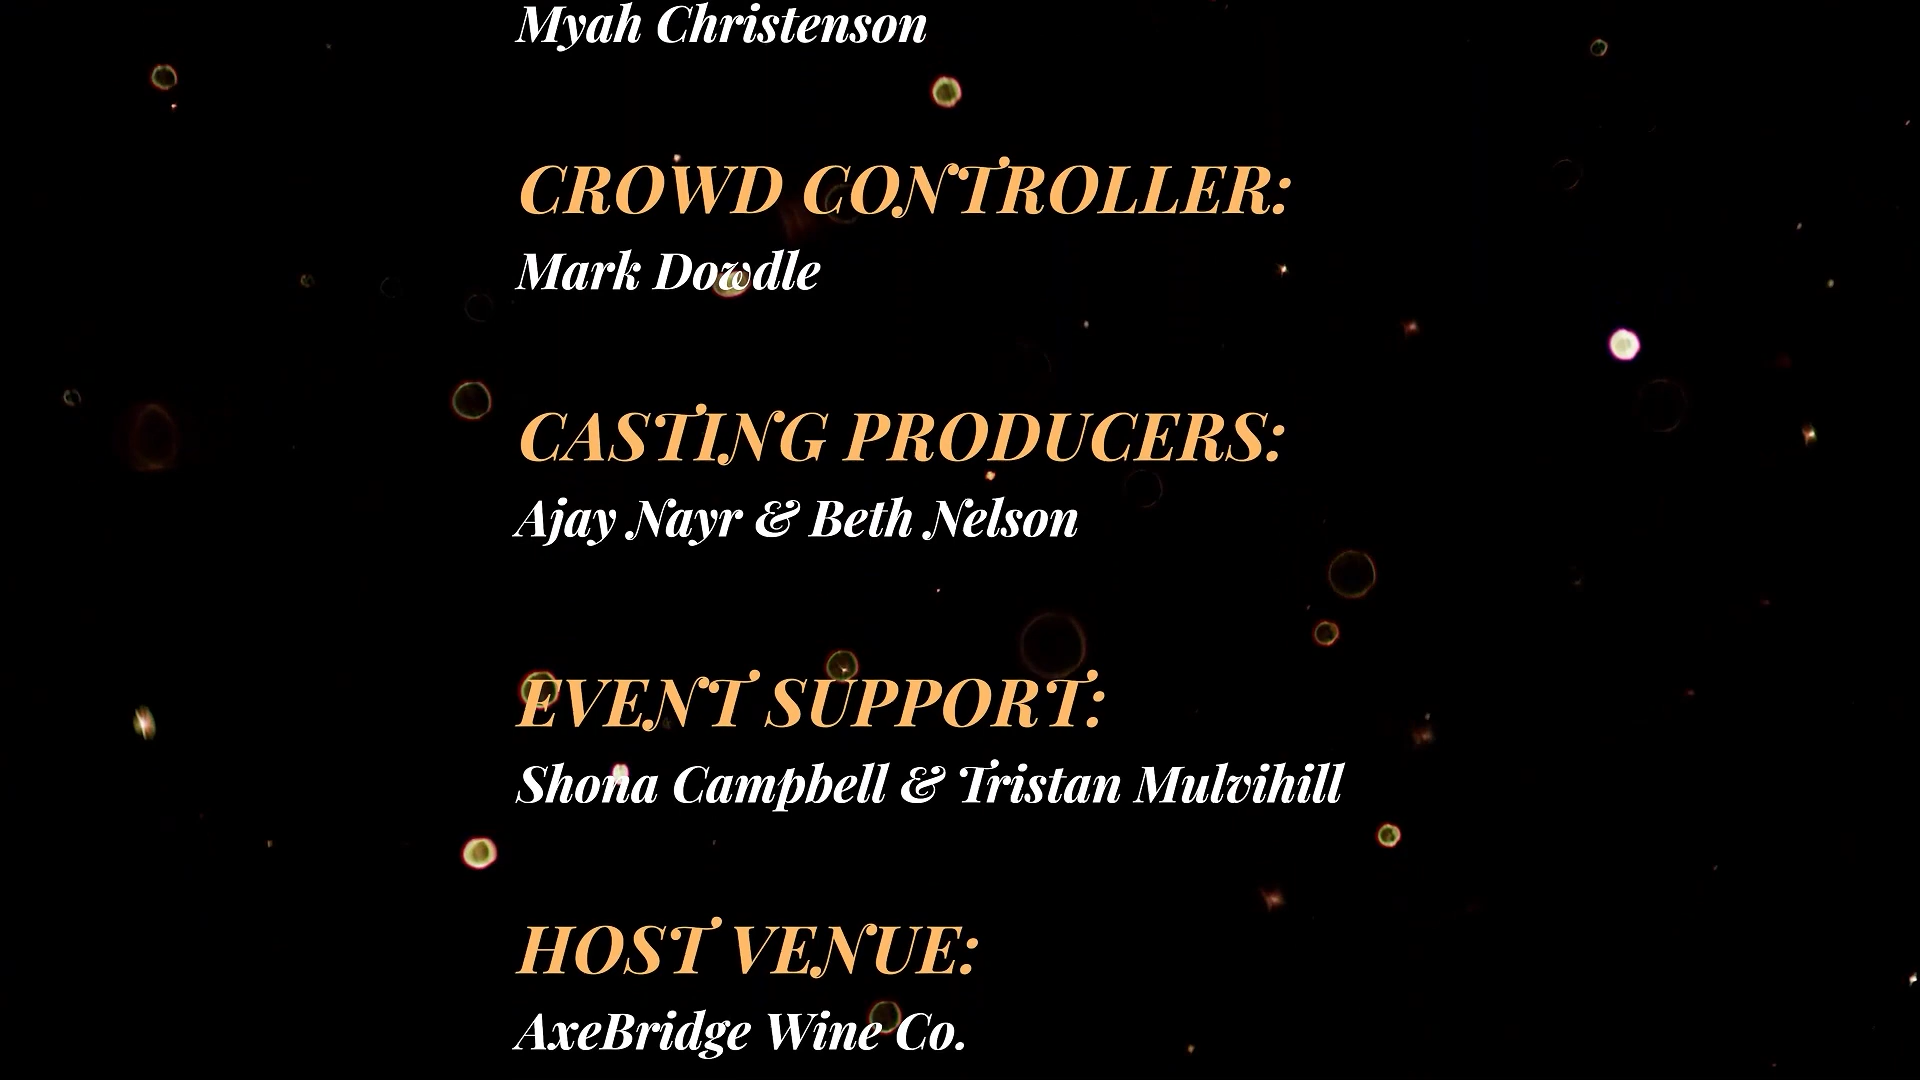 Myah Christenson
CROWD CONTROLLER:
Mark Dowdle
CASTING PRODUCERS:
Ajay Nayr & Beth Nelson
EVENT SUPPORT:
Shona Campbell & Tristan Mulvihill
HOST VENUE:
AxeBridge Wine Co.